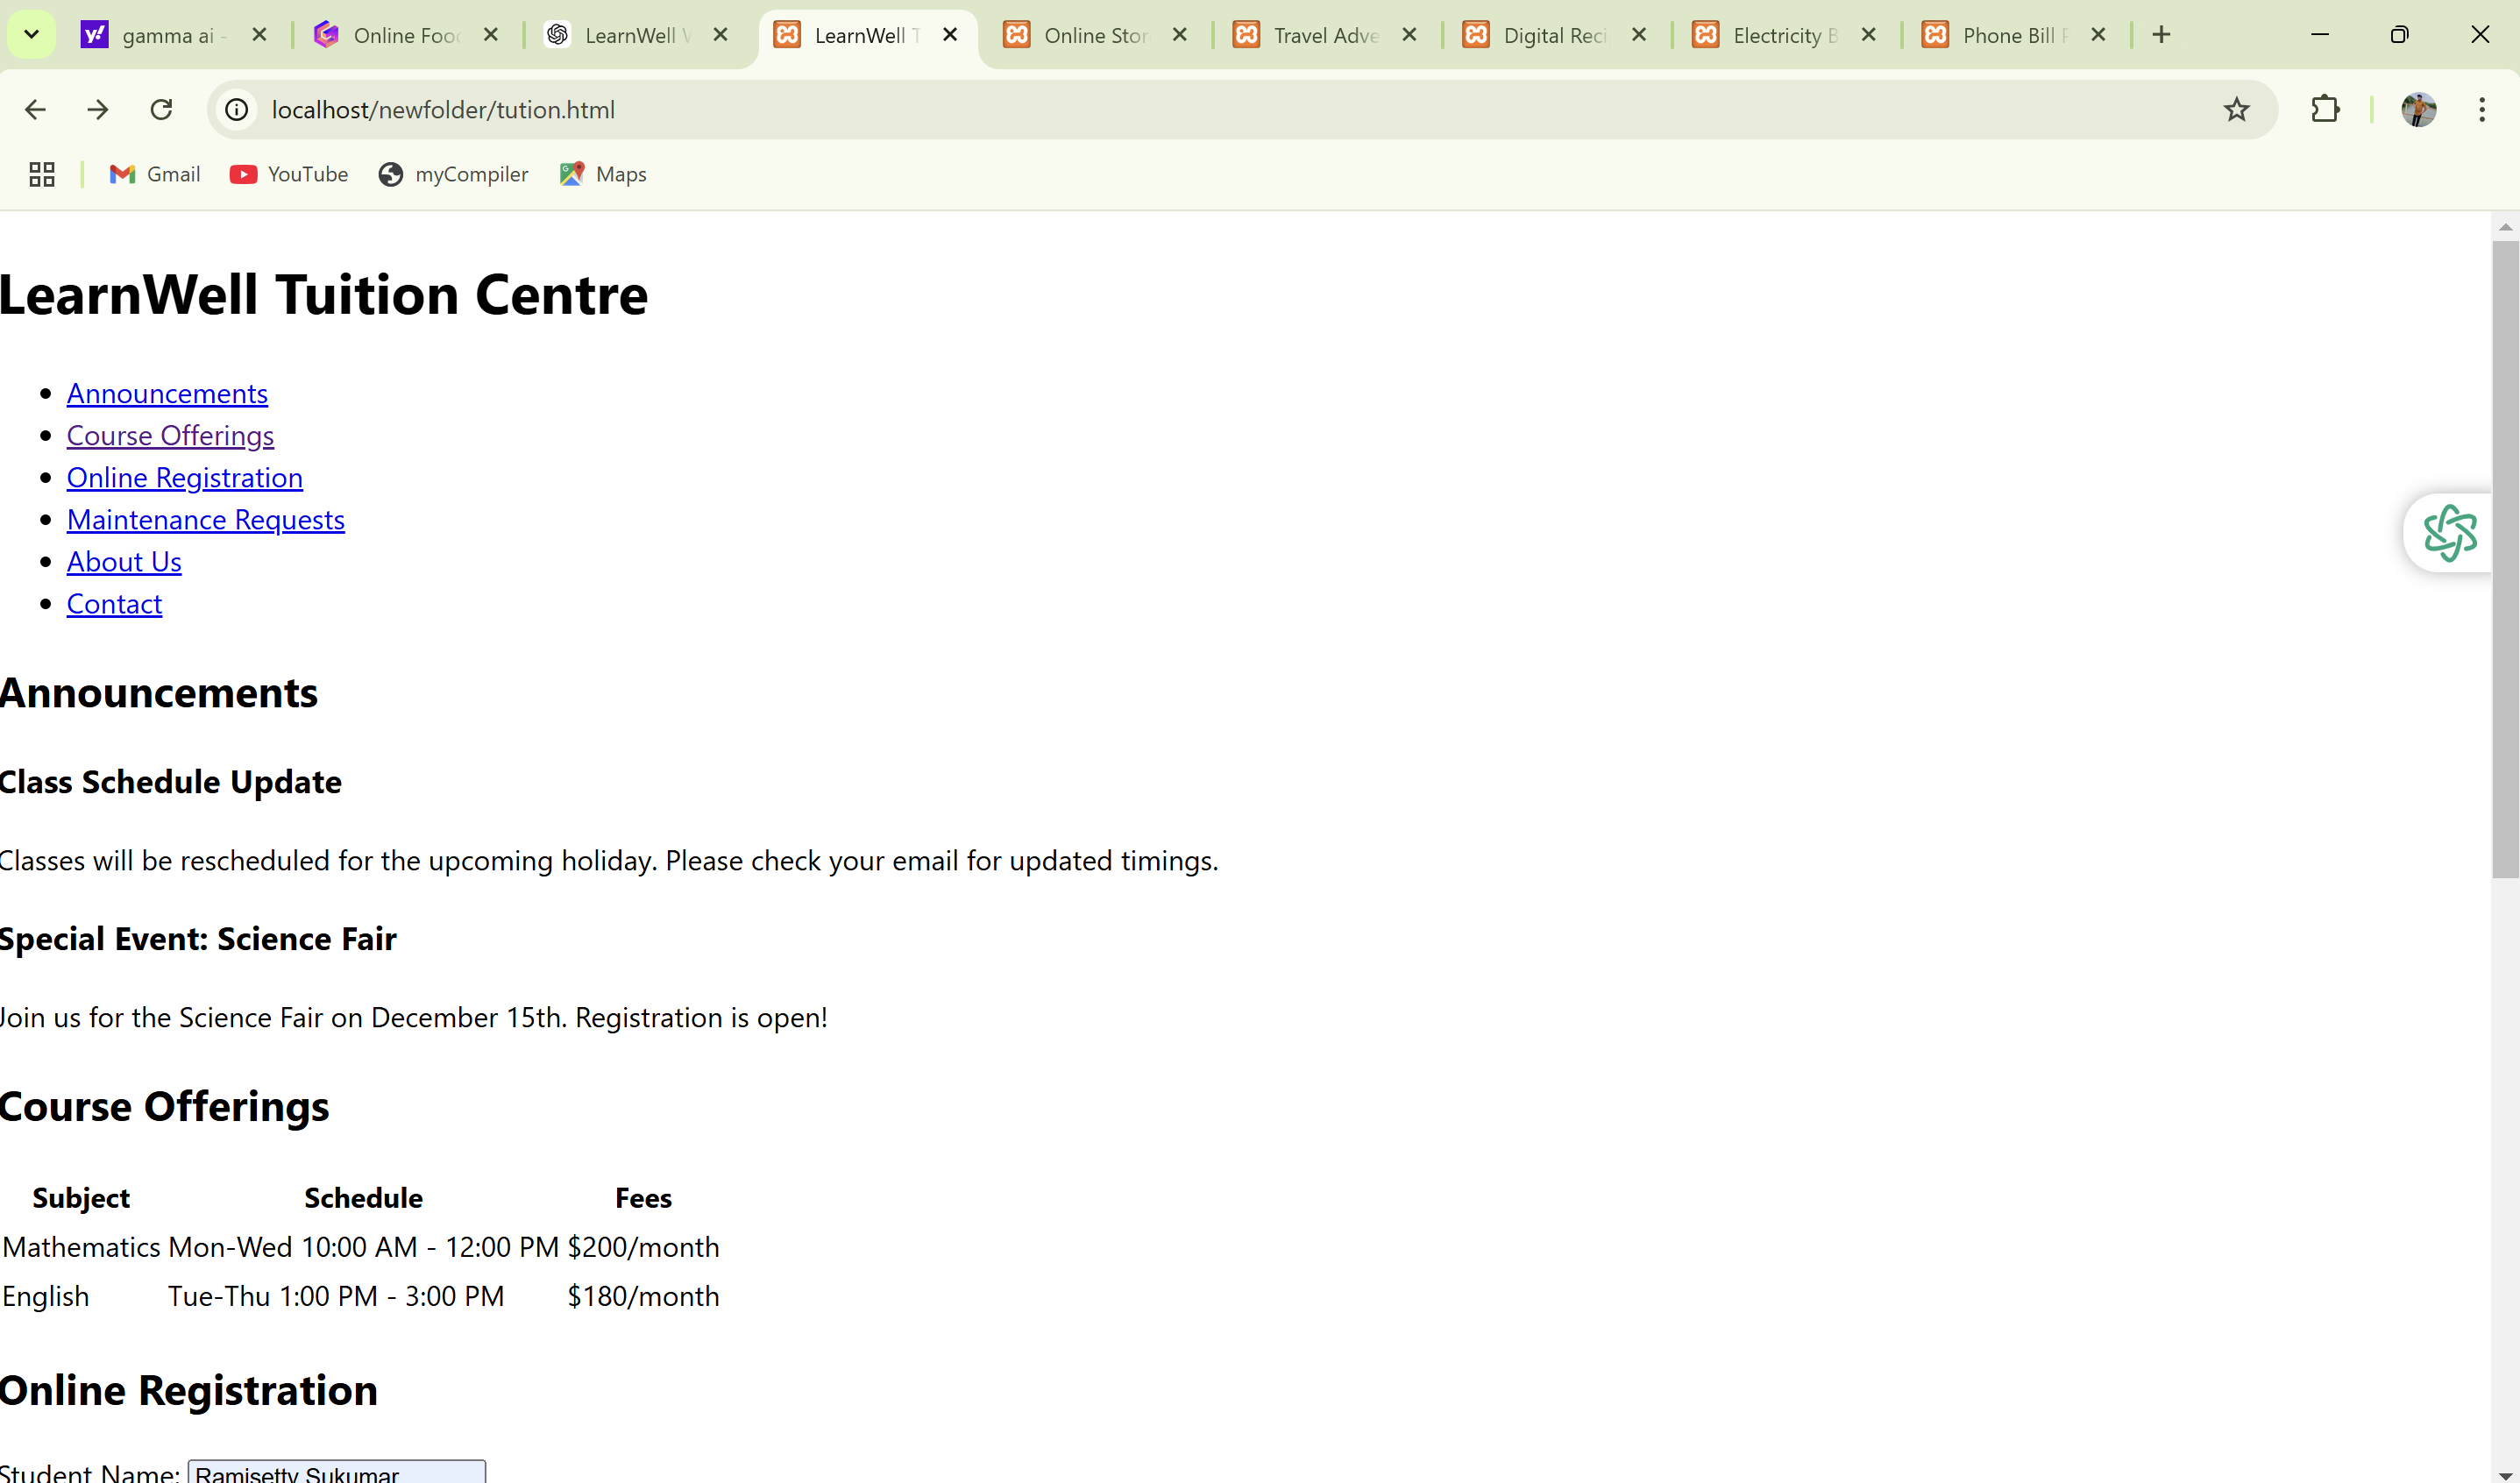 gamma ai -
Online Food
LearnWell
LearnWell T
Online Stor
Travel Adve
Digital Reci
Electricity B
Phone Bill
localhost/newfolder/tution.html
Gmail
YouTube
myCompiler
Maps
LearnWell Tuition Centre
Announcements
Course Offerings
Online Registration
Maintenance Requests
About Us
Contact
Announcements
Class Schedule Update
Classes will be rescheduled for the upcoming holiday. Please check your email for updated timings.
Special Event: Science Fair
Join us for the Science Fair on December 15th. Registration is open!
Course Offerings
Subject Schedule Fees
Mathematics Mon-Wed 10:00 AM - 12:00 PM $200/month
English Tue-Thu 1:00 PM - 3:00 PM $180/month
Online Registration
Student Name: Ramisetty Sukumar